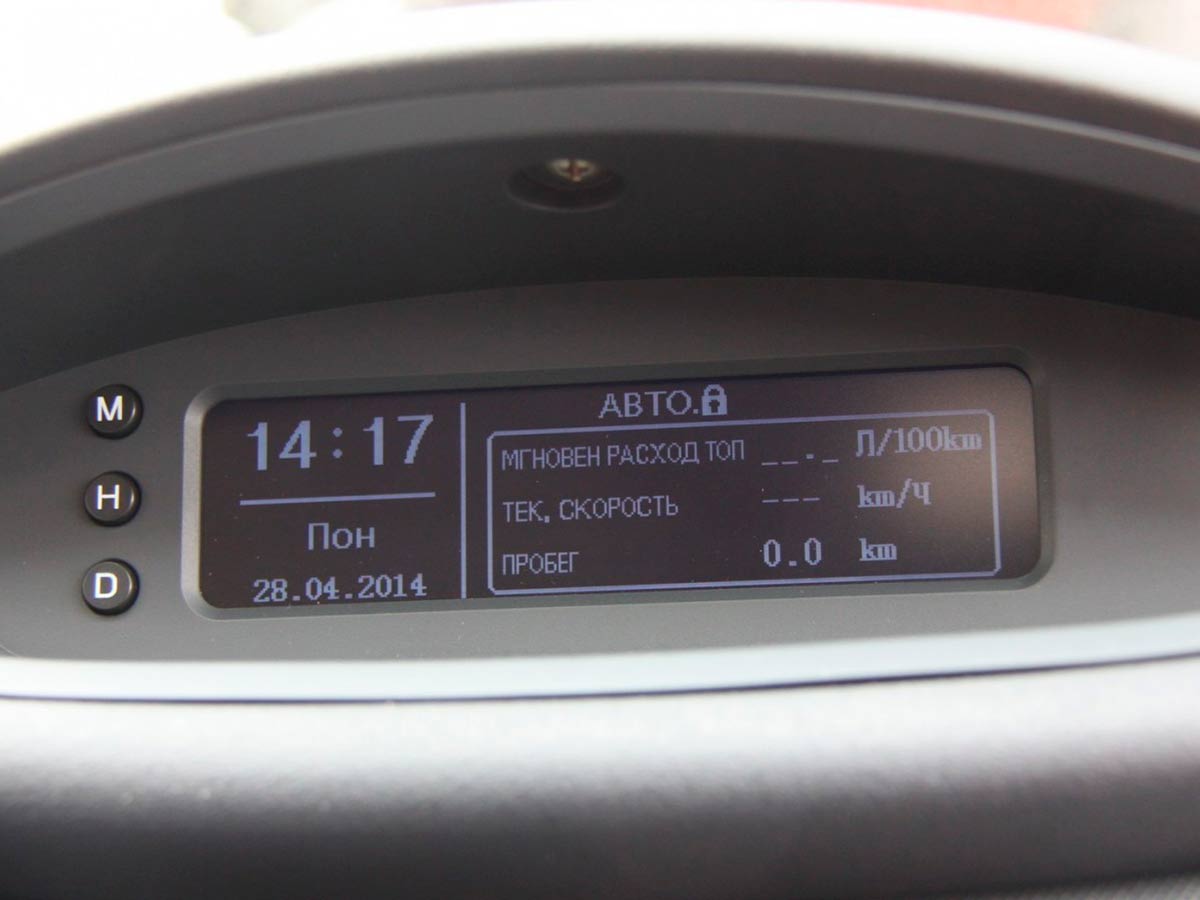 M
H
D
14:17
Пон
28.04.2014
АВТО.
МГНОВЕН РАСХОД ТОП __._ Л/100km
ТЕК. СКОРОСТЬ --- km/Ч
ПРОБЕГ 0.0 km